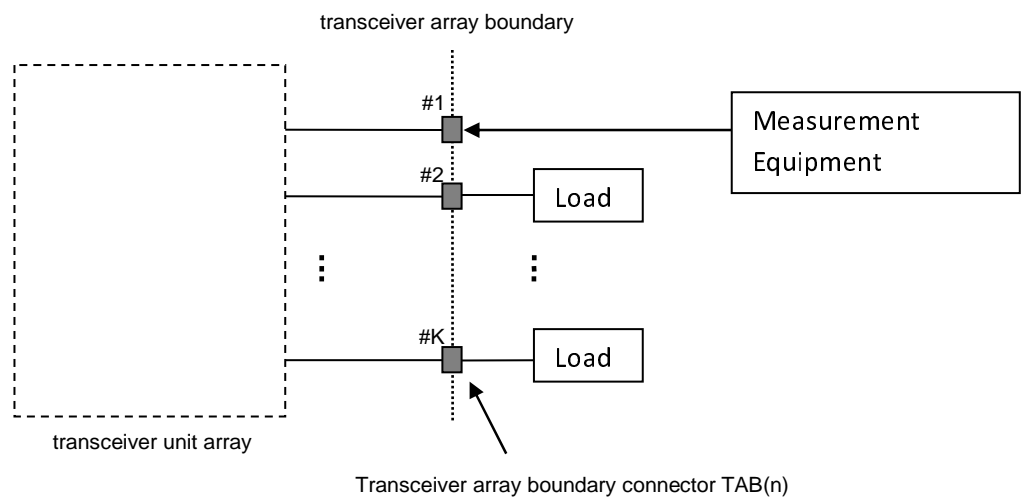 transceiver array boundary
#1
Measurement
Equipment
#2
Load
#K
Load
transceiver unit array
Transceiver array boundary connector TAB(n)